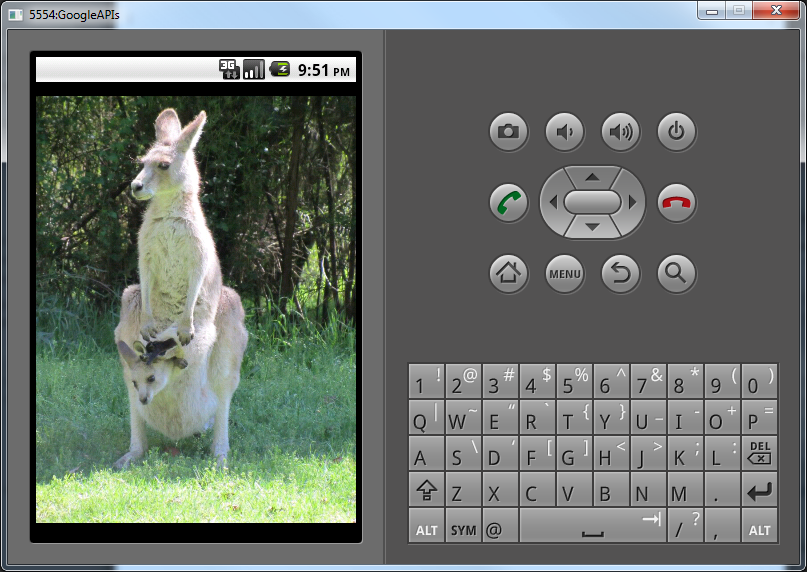 5554:GoogleAPIs
3G 9:51 PM
MENU
1 ! 2 @ 3 # 4 $ 5 % 6 ^ 7 & 8 * 9 ( 0 )
Q | W ~ E “ R ` T { Y } U _ I - O + P =
A S \ D ‘ F [ G ] H < J > K ; L : DEL
Z X C V B N M .
ALT SYM @ / ? , ALT